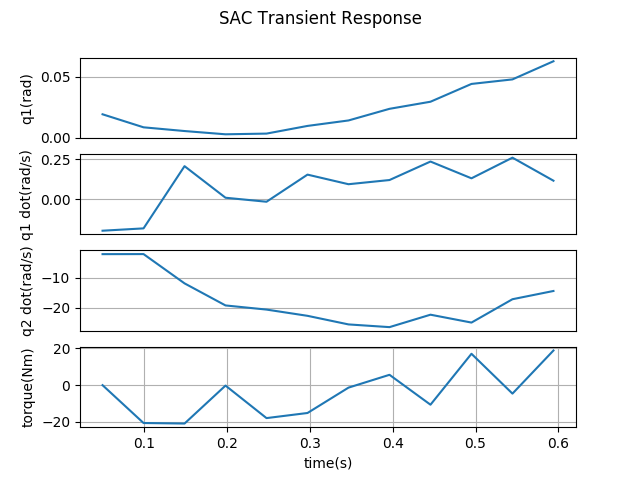 SAC Transient Response
q1(rad)
0.05
0.00
q1 dot(rad/s)
0.25
0.00
q2 dot(rad/s)
−10
−20
torque(Nm)
20
0
−20
0.1 0.2 0.3 0.4 0.5 0.6
time(s)